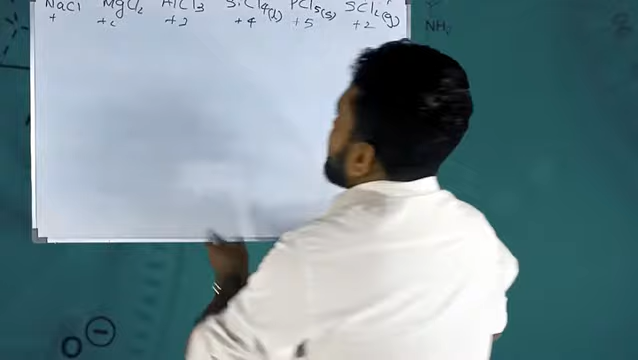 NaCl MgCl₂ AlCl₃ SiCl₄(l) PCl₅(s) SCl₂(g)
+ +2 +3 +4 +5 +2
NH₂
O ⊖